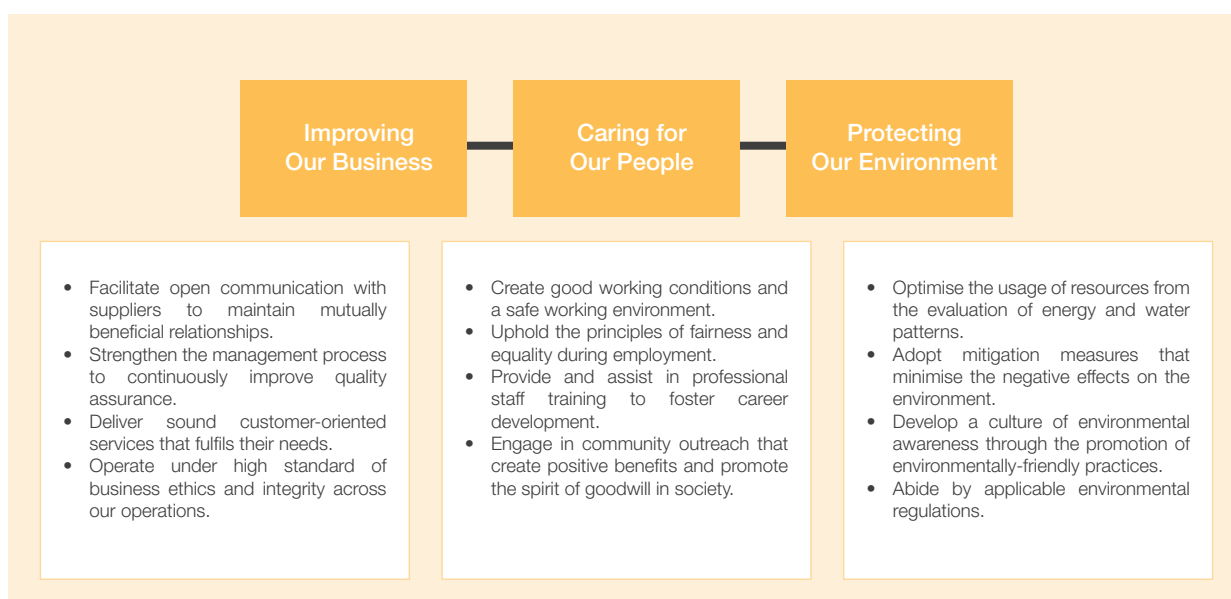 Improving
Our Business
Caring for
Our People
Protecting
Our Environment
• Facilitate open communication with
suppliers to maintain mutually
beneficial relationships.
• Strengthen the management process
to continuously improve quality
assurance.
• Deliver sound customer-oriented
services that fulfils their needs.
• Operate under high standard of
business ethics and integrity across
our operations.
• Create good working conditions and
a safe working environment.
• Uphold the principles of fairness and
equality during employment.
• Provide and assist in professional
staff training to foster career
development.
• Engage in community outreach that
create positive benefits and promote
the spirit of goodwill in society.
• Optimise the usage of resources from
the evaluation of energy and water
patterns.
• Adopt mitigation measures that
minimise the negative effects on the
environment.
• Develop a culture of environmental
awareness through the promotion of
environmentally-friendly practices.
• Abide by applicable environmental
regulations.